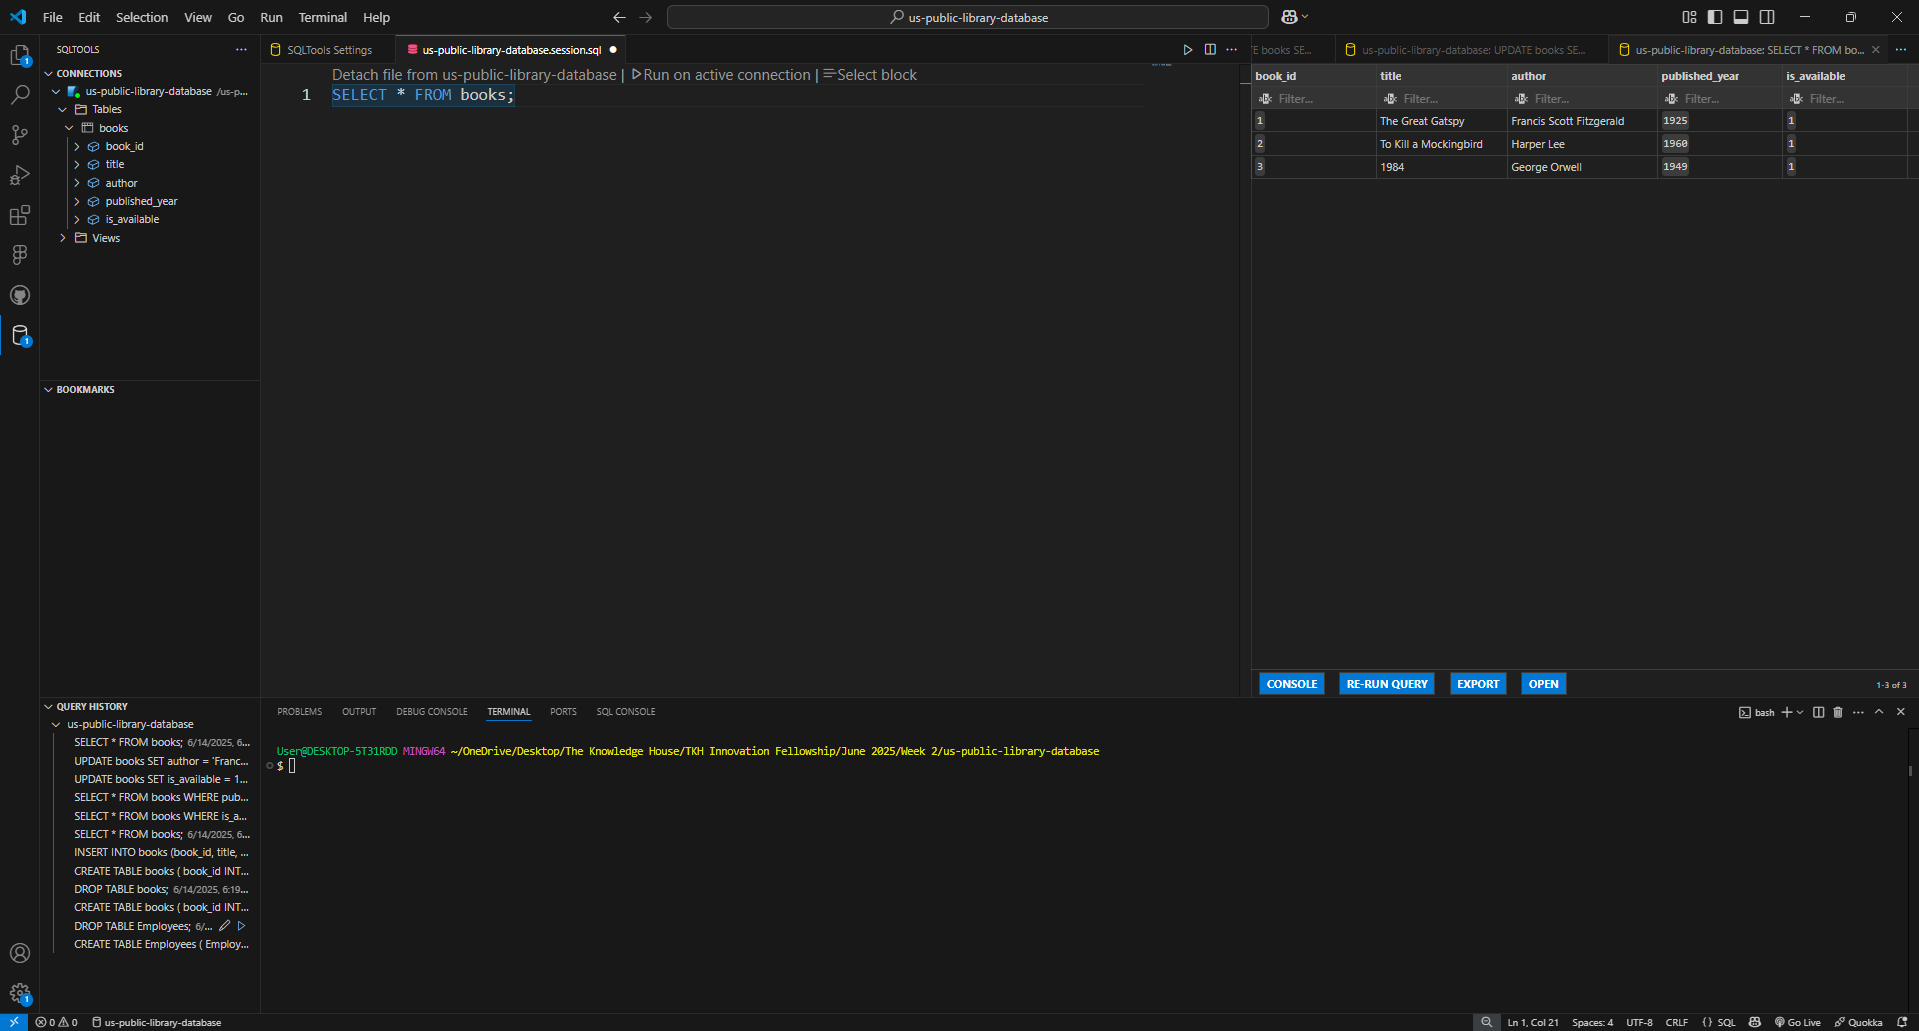 File Edit Selection View Go Run Terminal Help
us-public-library-database
SQLTOOLS
CONNECTIONS
us-public-library-database /us-p...
Tables
books
book_id
title
author
published_year
is_available
Views
BOOKMARKS
QUERY HISTORY
us-public-library-database
SELECT * FROM books; 6/14/2025, 6...
UPDATE books SET author = 'Franc...
UPDATE books SET is_available = 1...
SELECT * FROM books WHERE pub...
SELECT * FROM books WHERE is_a...
SELECT * FROM books; 6/14/2025, 6...
INSERT INTO books (book_id, title, ...
CREATE TABLE books ( book_id INT...
DROP TABLE books; 6/14/2025, 6:19...
CREATE TABLE books ( book_id INT...
DROP TABLE Employees; 6/...
CREATE TABLE Employees ( Employ...
SQLTools Settings us-public-library-database.session.sql
Detach file from us-public-library-database | Run on active connection | Select block
1 SELECT * FROM books;
books SE... us-public-library-database: UPDATE books SE... us-public-library-database: SELECT * FROM bo...
book_id title author published_year is_available
Filter... Filter... Filter... Filter... Filter...
1 The Great Gatspy Francis Scott Fitzgerald 1925 1
2 To Kill a Mockingbird Harper Lee 1960 1
3 1984 George Orwell 1949 1
CONSOLE RE-RUN QUERY EXPORT OPEN 1-3 of 3
PROBLEMS OUTPUT DEBUG CONSOLE TERMINAL PORTS SQL CONSOLE
bash
User@DESKTOP-5T31RDD MINGW64 ~/OneDrive/Desktop/The Knowledge House/TKH Innovation Fellowship/June 2025/Week 2/us-public-library-database
$
0 0 us-public-library-database
Ln 1, Col 21 Spaces: 4 UTF-8 CRLF {} SQL Go Live Quokka